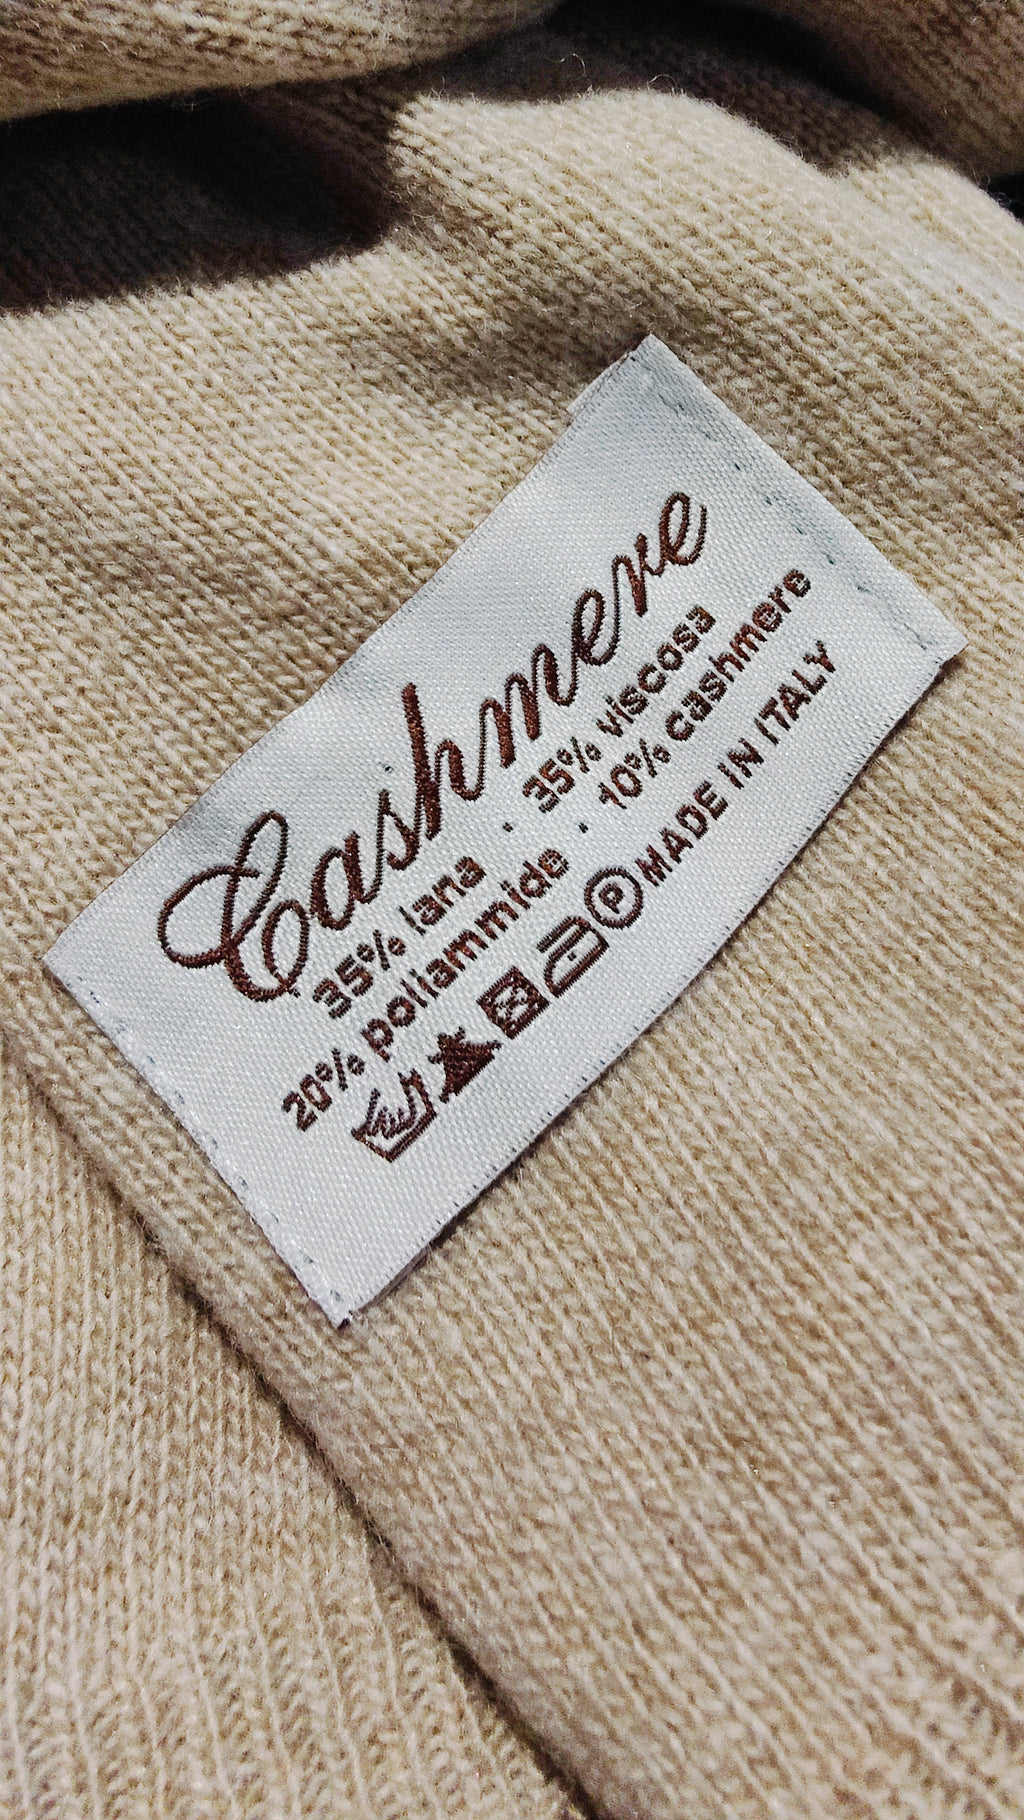 Cashmere
35% lana · 35% viscosa
20% poliammide · 10% cashmere
P MADE IN ITALY